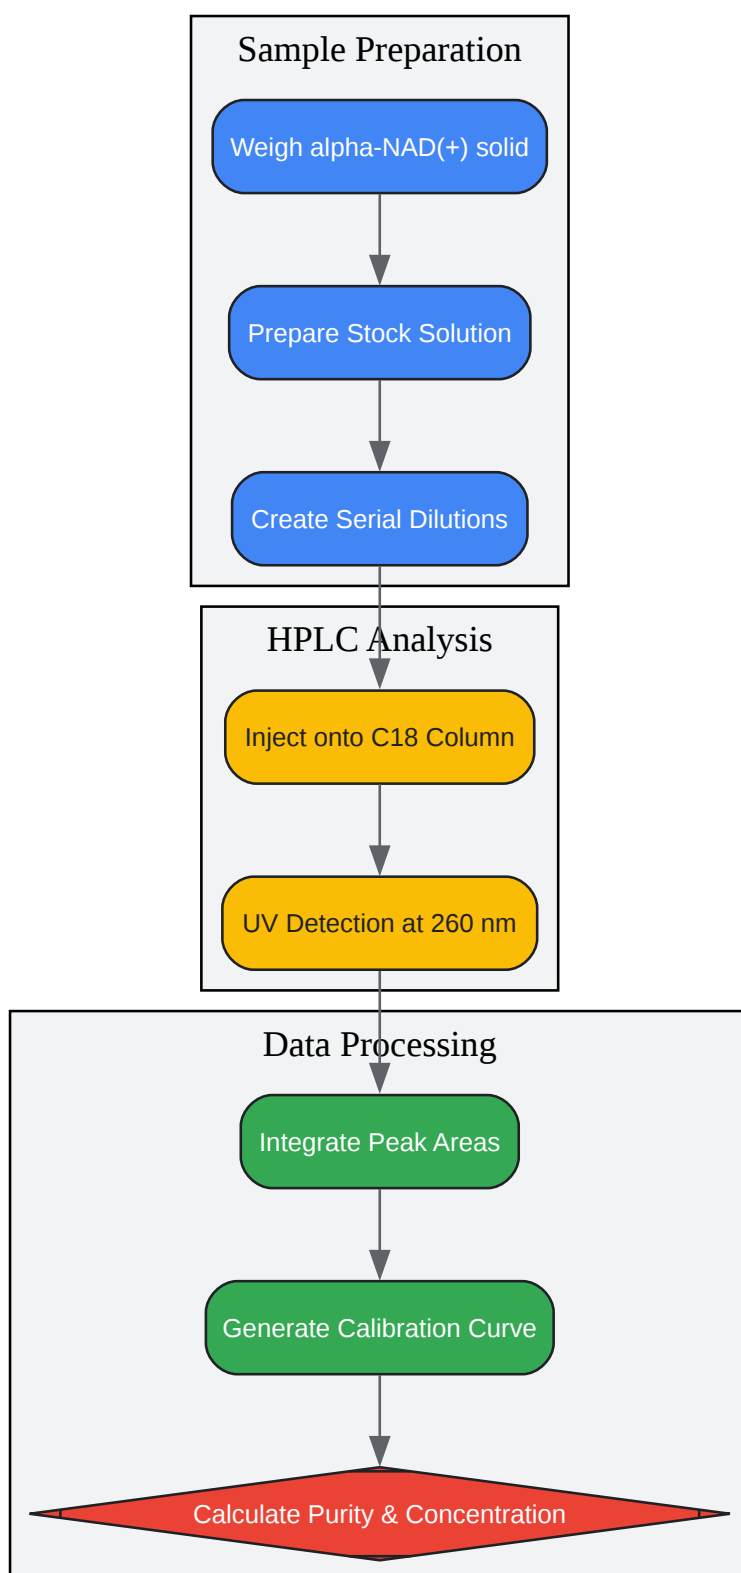 Sample Preparation
Weigh alpha-NAD(+) solid
Prepare Stock Solution
Create Serial Dilutions
HPLC Analysis
Inject onto C18 Column
UV Detection at 260 nm
Data Processing
Integrate Peak Areas
Generate Calibration Curve
Calculate Purity & Concentration